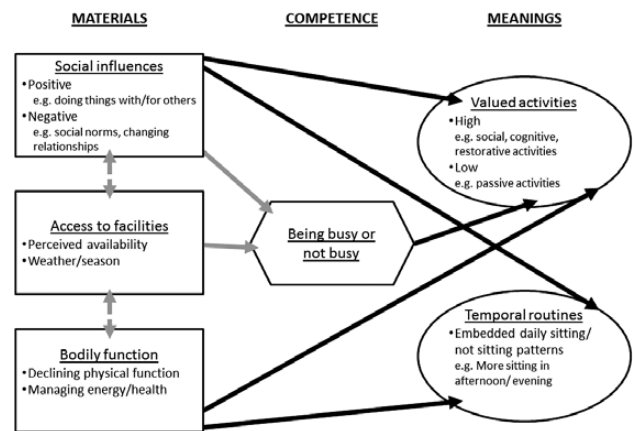 MATERIALS
COMPETENCE
MEANINGS
Social influences
•Positive
e.g. doing things with/for others
•Negative
e.g. social norms, changing
relationships
Access to facilities
•Perceived availability
•Weather/season
Bodily function
•Declining physical function
•Managing energy/health
Being busy or
not busy
Valued activities
•High
e.g. social, cognitive,
restorative activities
•Low
e.g. passive activities
Temporal routines
•Embedded daily sitting/
not sitting patterns
e.g. More sitting in
afternoon/evening